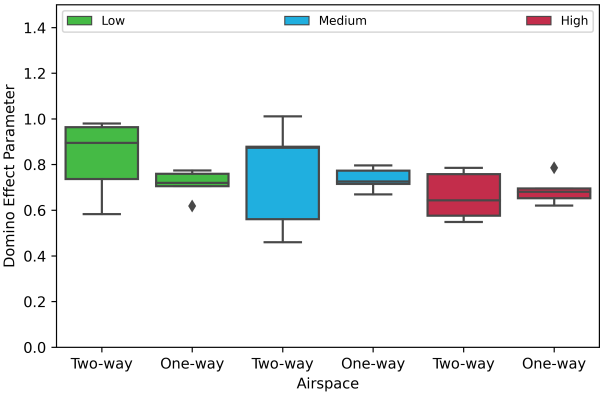 Low Medium High
1.4
1.2
1.0
0.8
0.6
0.4
0.2
0.0
Domino Effect Parameter
Two-way One-way Two-way One-way Two-way One-way
Airspace